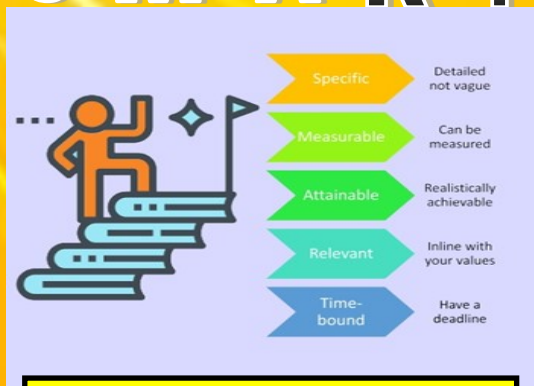 Specific
Detailed
not vague
Measurable
Can be
measured
Attainable
Realistically
achievable
Relevant
Inline with
your values
Time-
bound
Have a
deadline